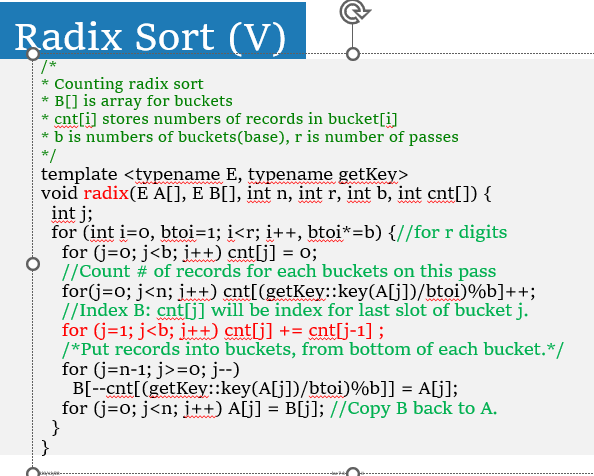 Radix Sort (V)
/*
* Counting radix sort
* B[] is array for buckets
* cnt[i] stores numbers of records in bucket[i]
* b is numbers of buckets(base), r is number of passes
*/
template <typename E, typename getKey>
void radix(E A[], E B[], int n, int r, int b, int cnt[]) {
int j;
for (int i=0, btoi=1; i<r; i++, btoi*=b) {//for r digits
for (j=0; j<b; j++) cnt[j] = 0;
//Count # of records for each buckets on this pass
for(j=0; j<n; j++) cnt[(getKey::key(A[j])/btoi)%b]++;
//Index B: cnt[j] will be index for last slot of bucket j.
for (j=1; j<b; j++) cnt[j] += cnt[j-1] ;
/*Put records into buckets, from bottom of each bucket.*/
for (j=n-1; j>=0; j--)
B[--cnt[(getKey::key(A[j])/btoi)%b]] = A[j];
for (j=0; j<n; j++) A[j] = B[j]; //Copy B back to A.
}
}